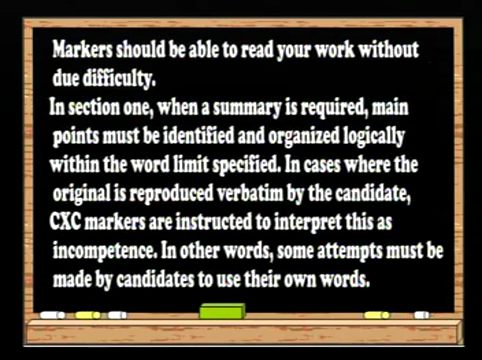 Markers should be able to read your work without
due difficulty.
In section one, when a summary is required, main
points must be identified and organized logically
within the word limit specified. In cases where the
original is reproduced verbatim by the candidate,
CXC markers are instructed to interpret this as
incompetence. In other words, some attempts must be
made by candidates to use their own words.